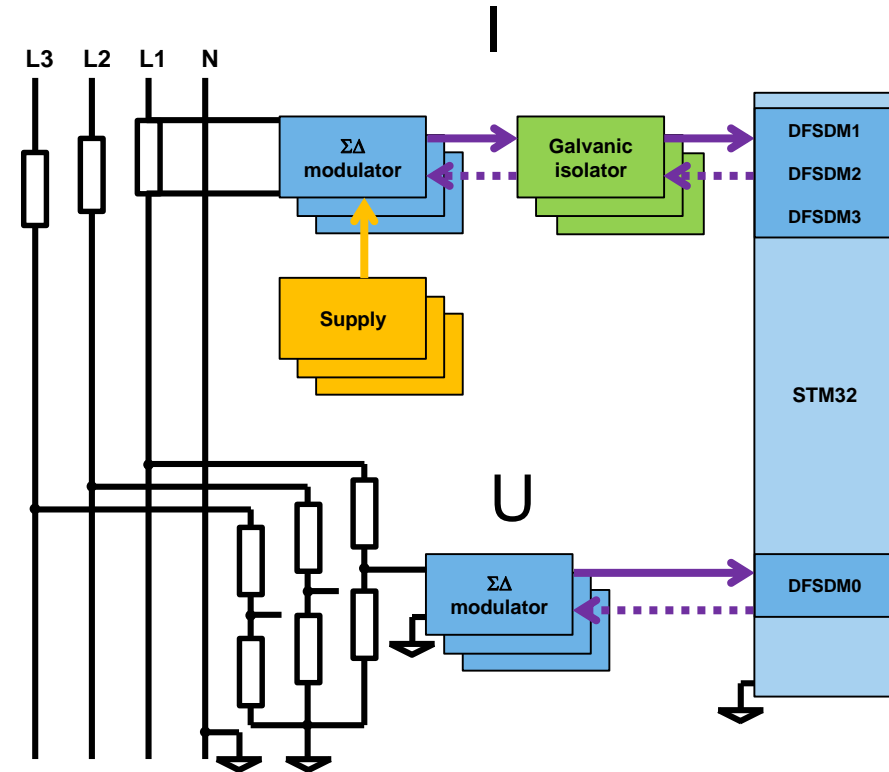 I
L3 L2 L1 N
ΣΔ
modulator
Galvanic
isolator
DFSDM1
DFSDM2
DFSDM3
Supply
STM32
U
ΣΔ
modulator
DFSDM0